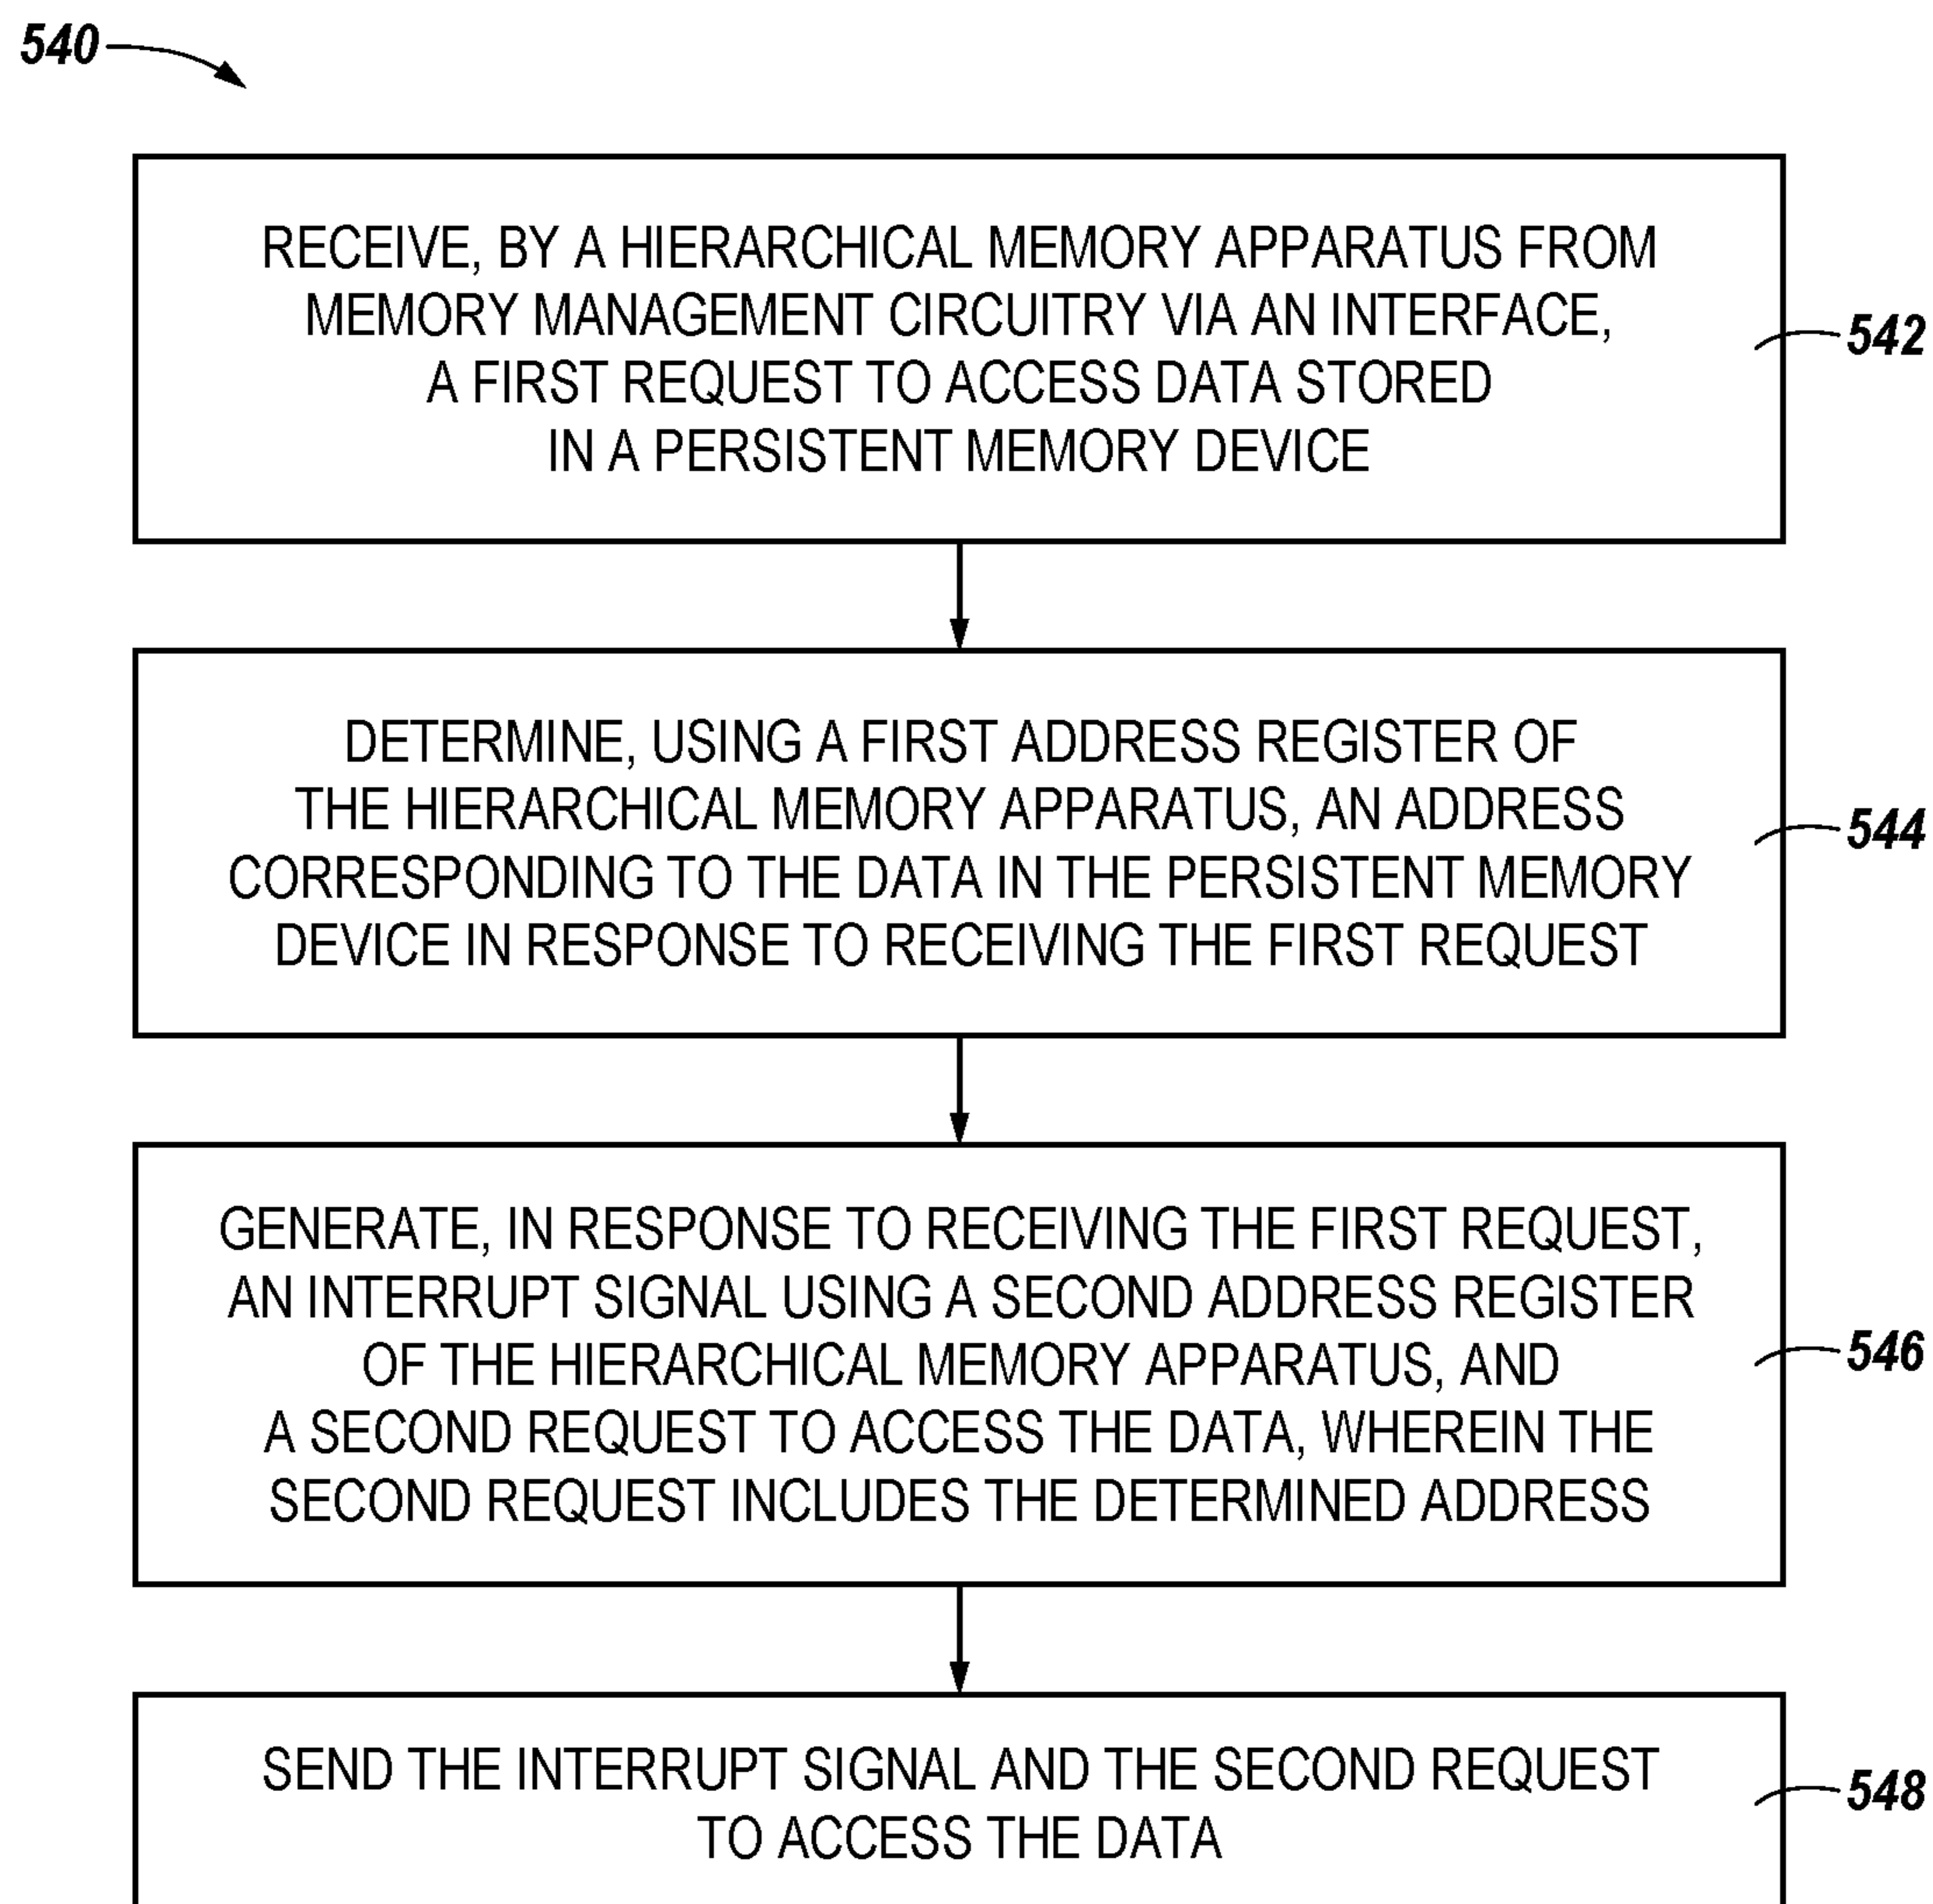 540
RECEIVE, BY A HIERARCHICAL MEMORY APPARATUS FROM
MEMORY MANAGEMENT CIRCUITRY VIA AN INTERFACE,
A FIRST REQUEST TO ACCESS DATA STORED
IN A PERSISTENT MEMORY DEVICE
542
DETERMINE, USING A FIRST ADDRESS REGISTER OF
THE HIERARCHICAL MEMORY APPARATUS, AN ADDRESS
CORRESPONDING TO THE DATA IN THE PERSISTENT MEMORY
DEVICE IN RESPONSE TO RECEIVING THE FIRST REQUEST
544
GENERATE, IN RESPONSE TO RECEIVING THE FIRST REQUEST,
AN INTERRUPT SIGNAL USING A SECOND ADDRESS REGISTER
OF THE HIERARCHICAL MEMORY APPARATUS, AND
A SECOND REQUEST TO ACCESS THE DATA, WHEREIN THE
SECOND REQUEST INCLUDES THE DETERMINED ADDRESS
546
SEND THE INTERRUPT SIGNAL AND THE SECOND REQUEST
TO ACCESS THE DATA
548